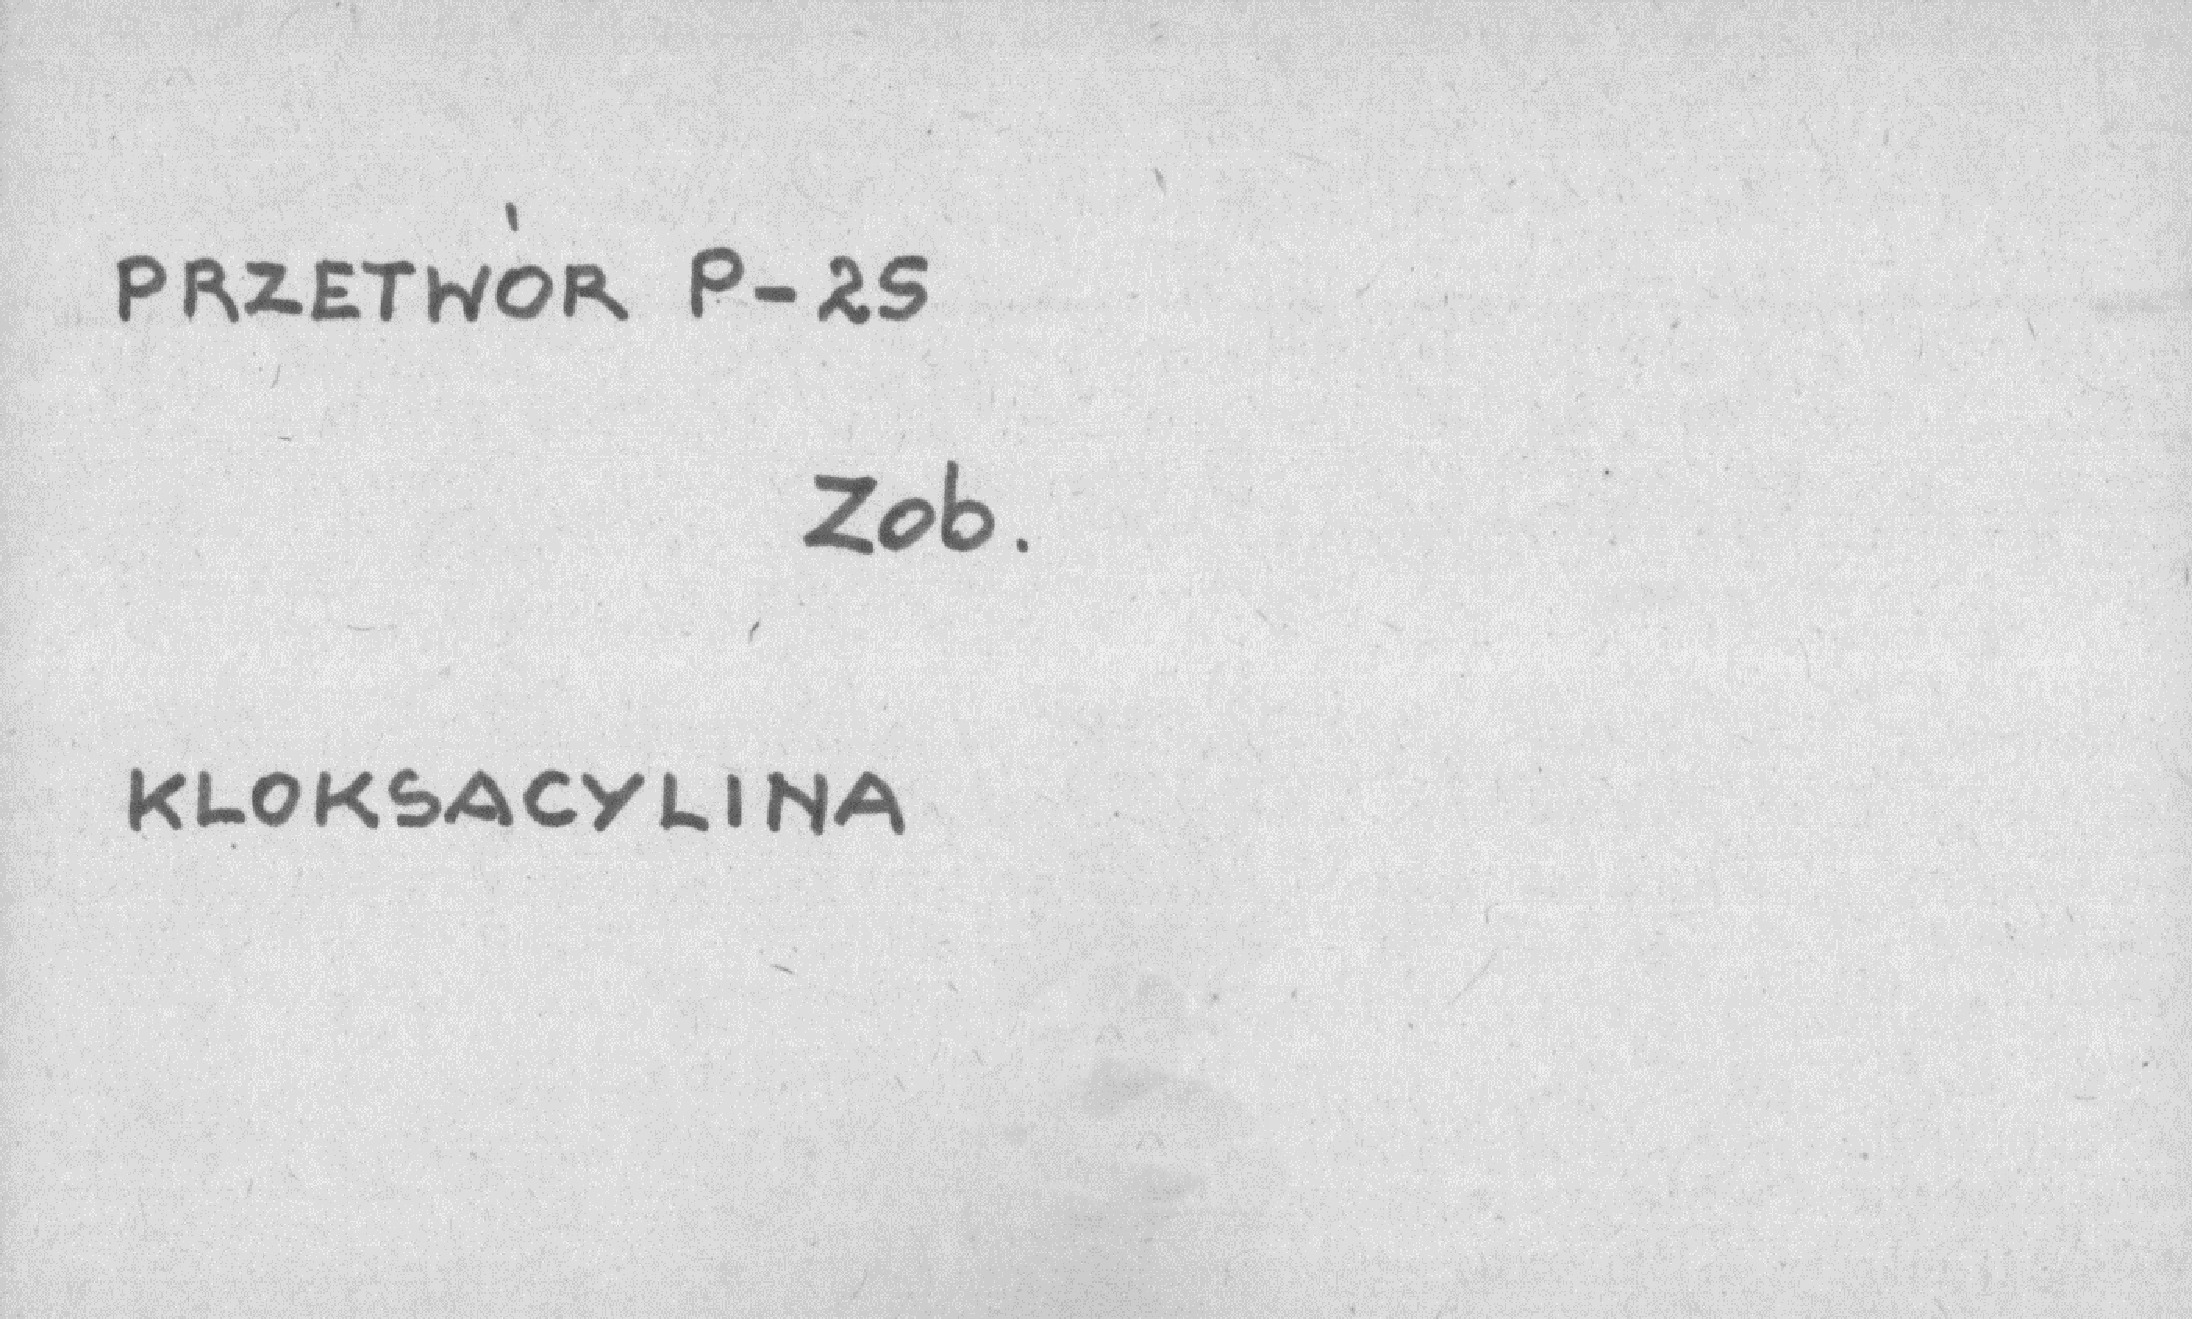 PRZETWÓR P-25
Zob.
KLOKSACYLINA